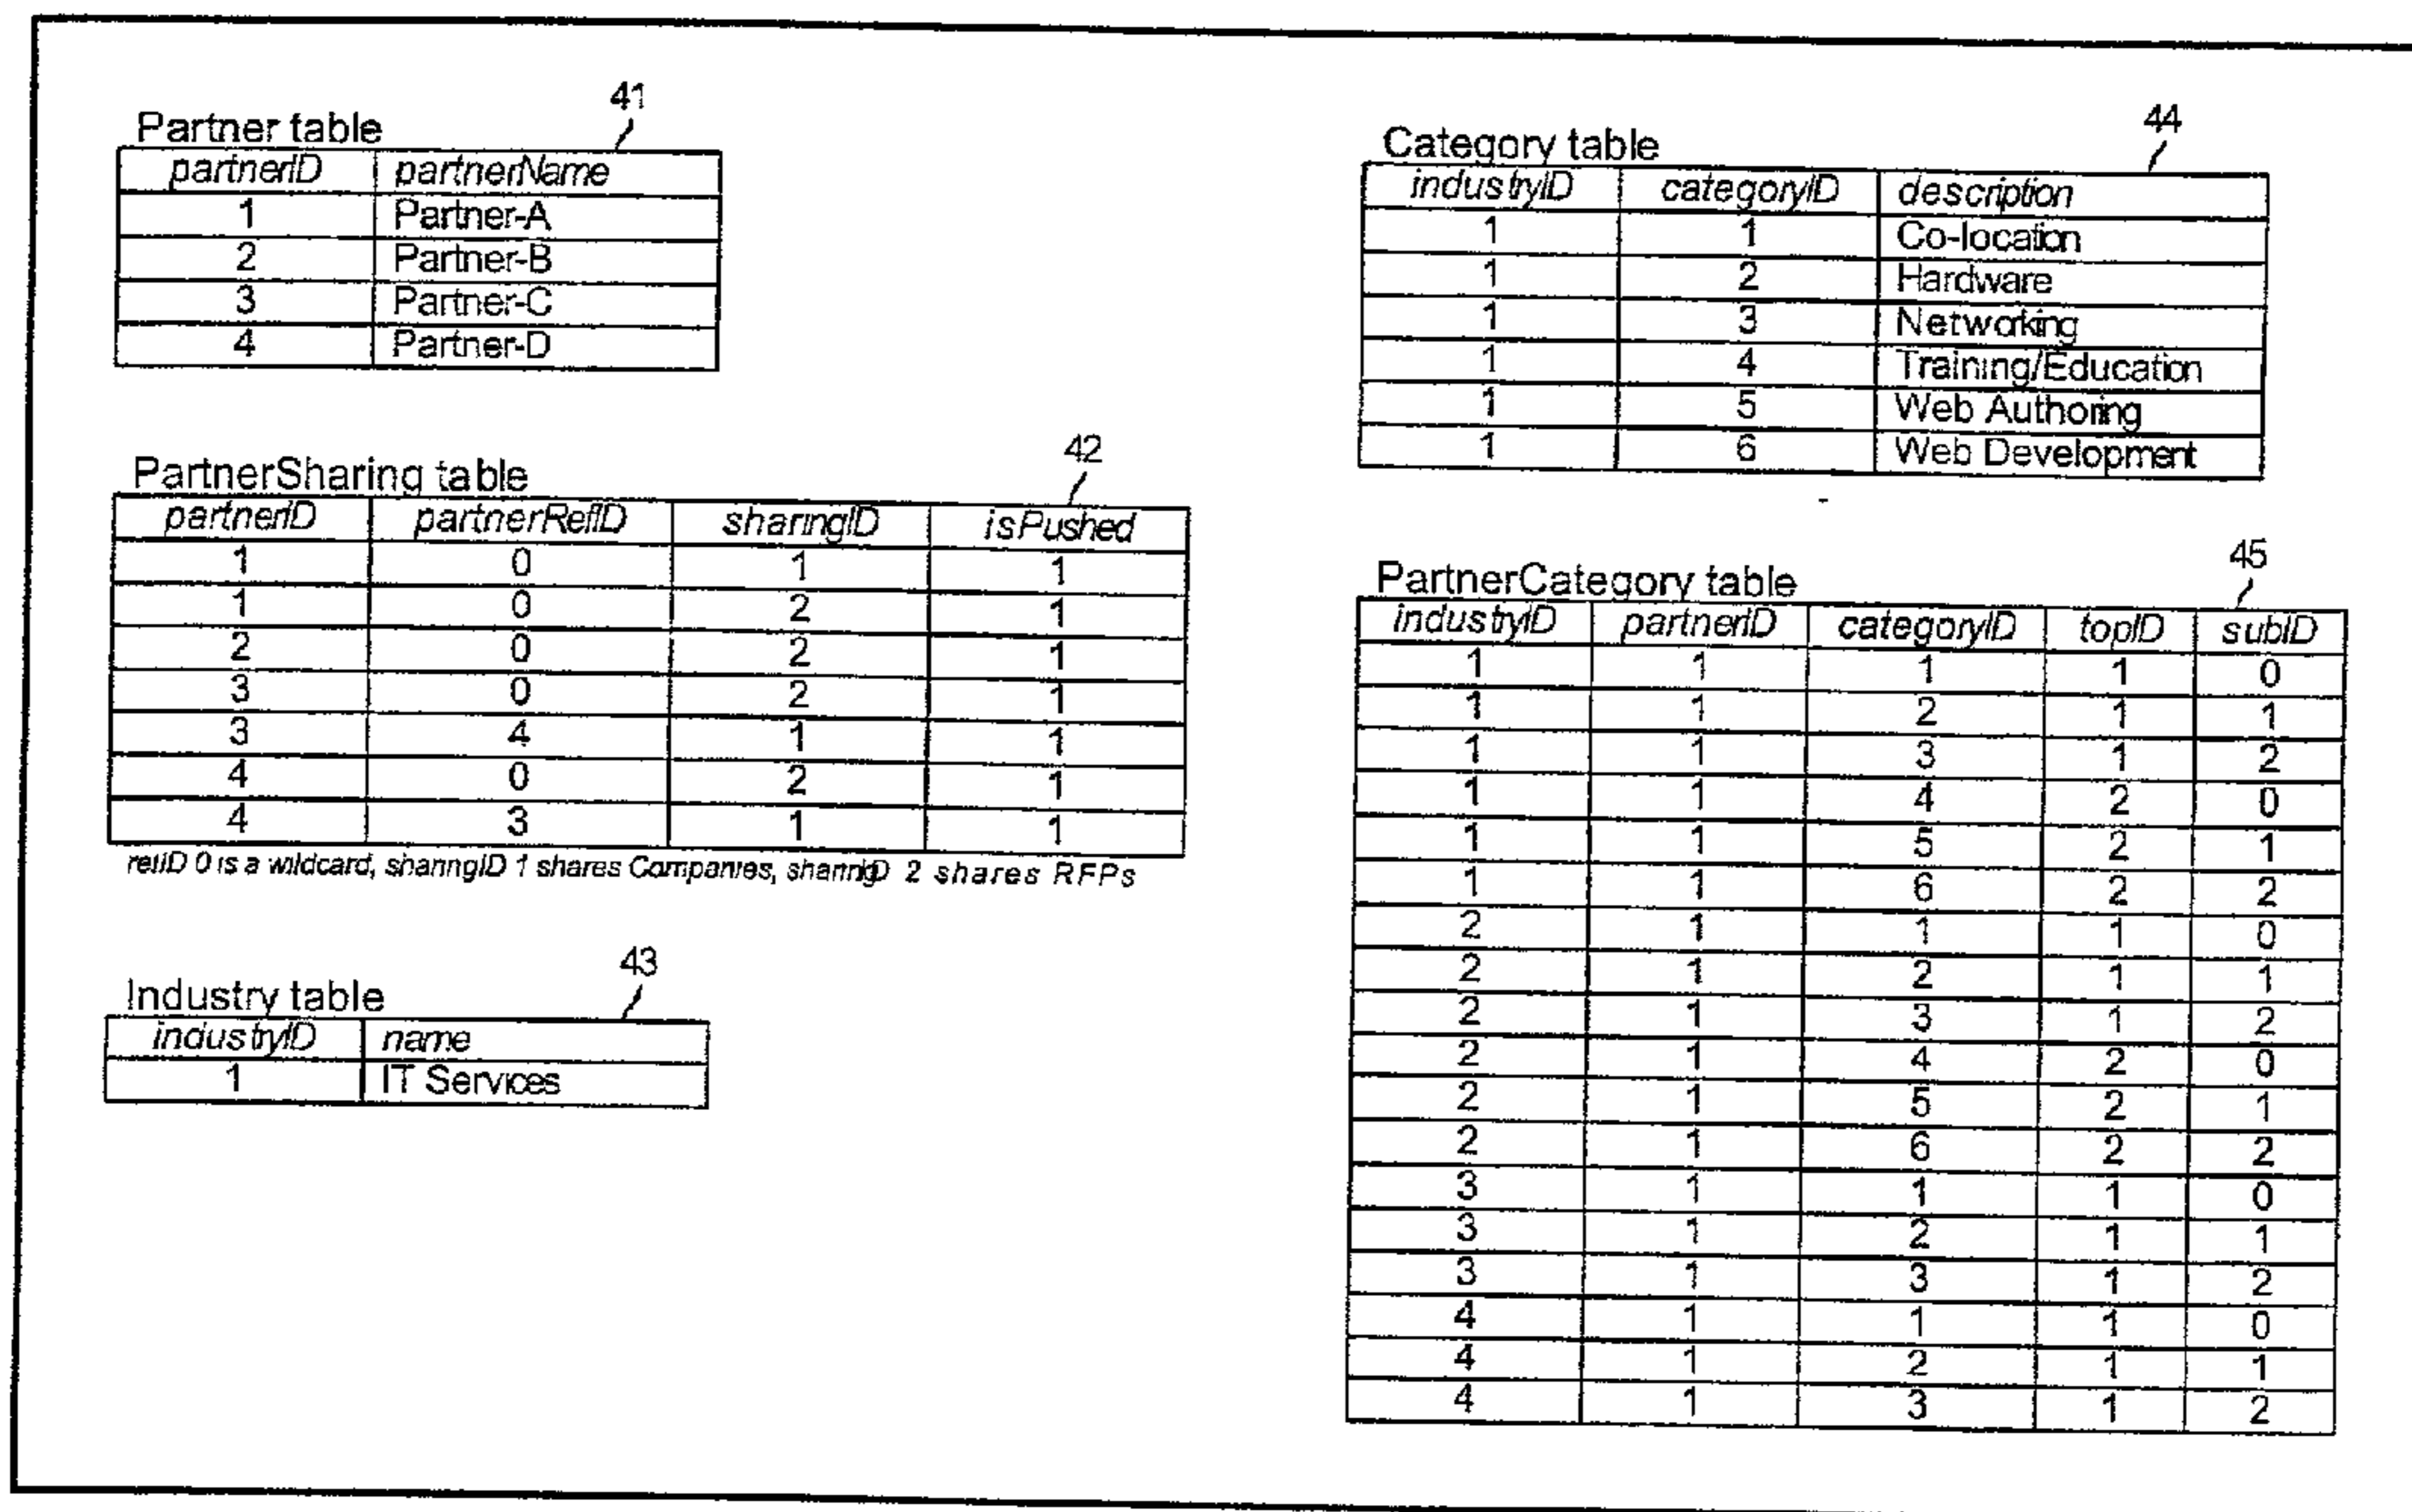 41
Partner table
partnerID partnerName
1 Partner-A
2 Partner-B
3 Partner-C
4 Partner-D
42
PartnerSharing table
partnerID partnerRefID sharingID isPushed
1 0 1 1
1 0 2 1
2 0 2 1
3 0 2 1
3 4 1 1
4 0 2 1
4 3 1 1
refID 0 is a wildcard, sharingID 1 shares Companies, sharingID 2 shares RFPs
43
Industry table
industryID name
1 IT Services
44
Category table
industryID categoryID description
1 1 Co-location
1 2 Hardware
1 3 Networking
1 4 Training/Education
1 5 Web Authoring
1 6 Web Development
45
PartnerCategory table
industryID partnerID categoryID topID subID
1 1 1 1 0
1 1 2 1 1
1 1 3 1 2
1 1 4 2 0
1 1 5 2 1
1 1 6 2 2
2 1 1 1 0
2 1 2 1 1
2 1 3 1 2
2 1 4 2 0
2 1 5 2 1
2 1 6 2 2
3 1 1 1 0
3 1 2 1 1
3 1 3 1 2
4 1 1 1 0
4 1 2 1 1
4 1 3 1 2